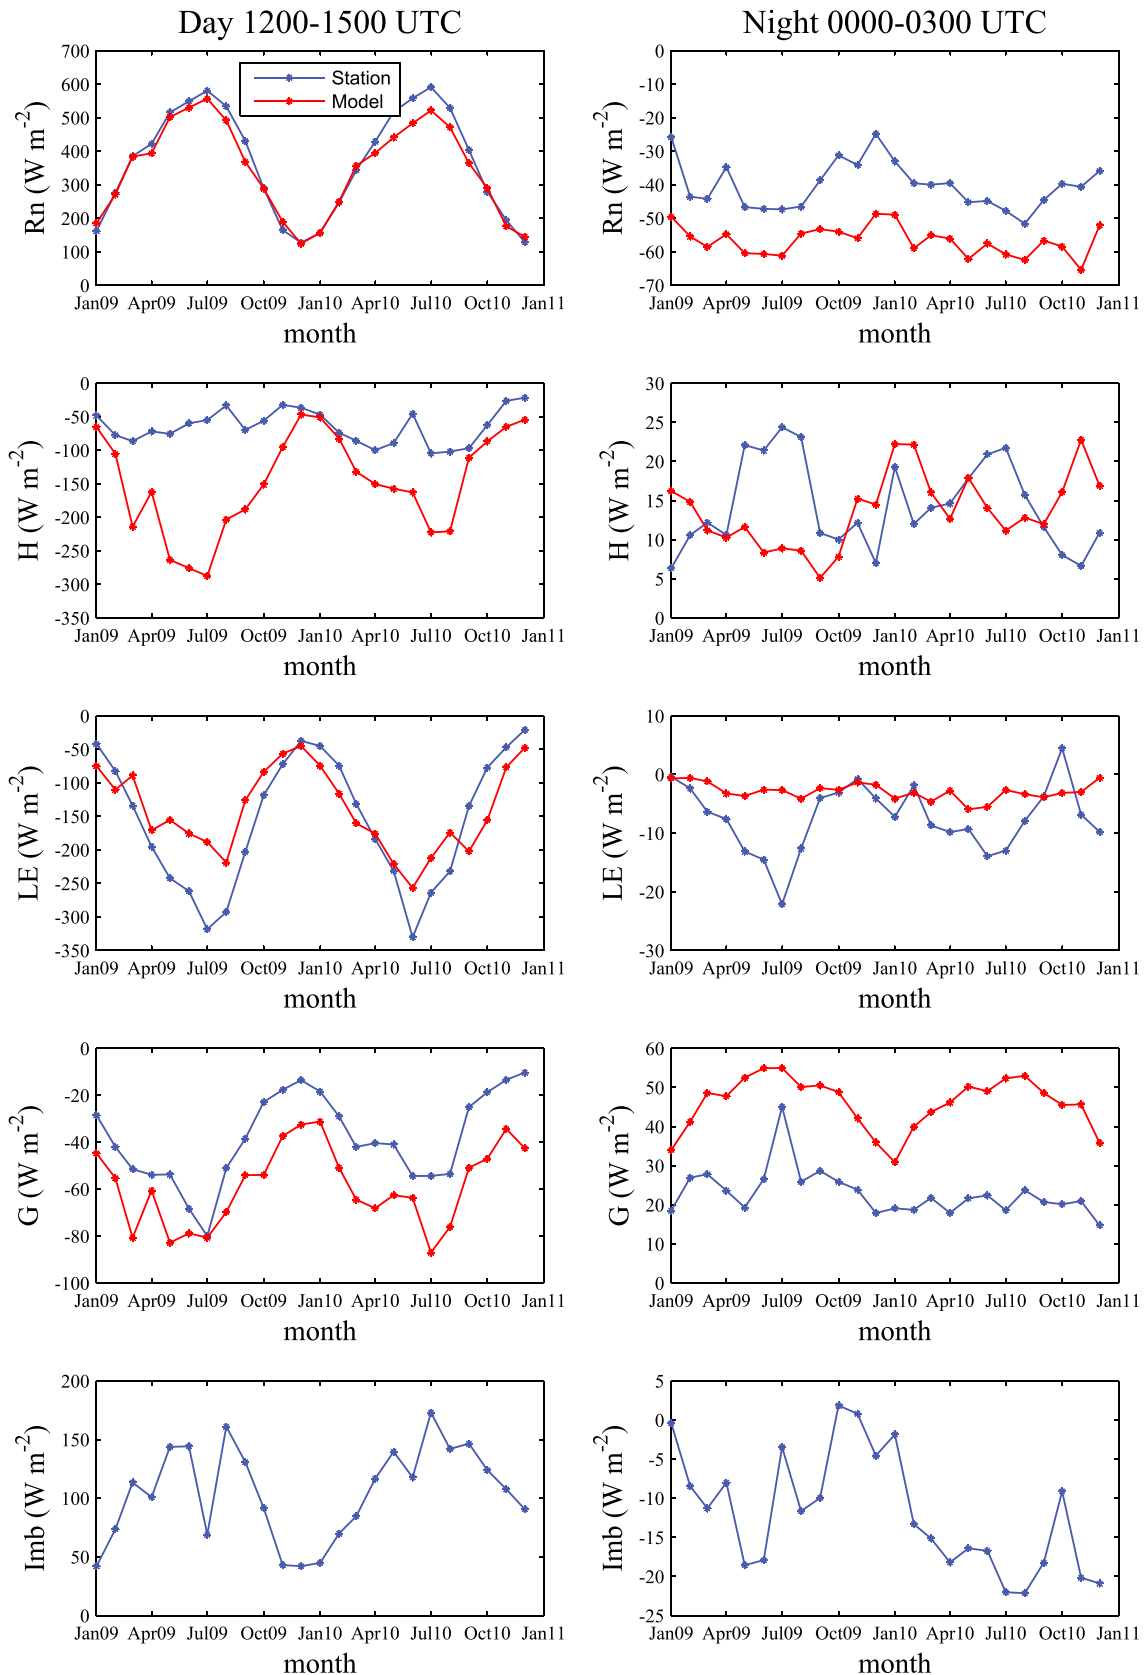 Day 1200-1500 UTC
Night 0000-0300 UTC
Rn (W m-2)
700
600
500
400
300
200
100
0
Station
Model
Jan09 Apr09 Jul09 Oct09 Jan10 Apr10 Jul10 Oct10 Jan11
month
Rn (W m-2)
0
-10
-20
-30
-40
-50
-60
-70
Jan09 Apr09 Jul09 Oct09 Jan10 Apr10 Jul10 Oct10 Jan11
month
H (W m-2)
0
-50
-100
-150
-200
-250
-300
-350
Jan09 Apr09 Jul09 Oct09 Jan10 Apr10 Jul10 Oct10 Jan11
month
H (W m-2)
30
25
20
15
10
5
0
Jan09 Apr09 Jul09 Oct09 Jan10 Apr10 Jul10 Oct10 Jan11
month
LE (W m-2)
0
-50
-100
-150
-200
-250
-300
-350
Jan09 Apr09 Jul09 Oct09 Jan10 Apr10 Jul10 Oct10 Jan11
month
LE (W m-2)
10
0
-10
-20
-30
Jan09 Apr09 Jul09 Oct09 Jan10 Apr10 Jul10 Oct10 Jan11
month
G (W m-2)
0
-20
-40
-60
-80
-100
Jan09 Apr09 Jul09 Oct09 Jan10 Apr10 Jul10 Oct10 Jan11
month
G (W m-2)
60
50
40
30
20
10
0
Jan09 Apr09 Jul09 Oct09 Jan10 Apr10 Jul10 Oct10 Jan11
month
Imb (W m-2)
200
150
100
50
0
Jan09 Apr09 Jul09 Oct09 Jan10 Apr10 Jul10 Oct10 Jan11
month
Imb (W m-2)
5
0
-5
-10
-15
-20
-25
Jan09 Apr09 Jul09 Oct09 Jan10 Apr10 Jul10 Oct10 Jan11
month